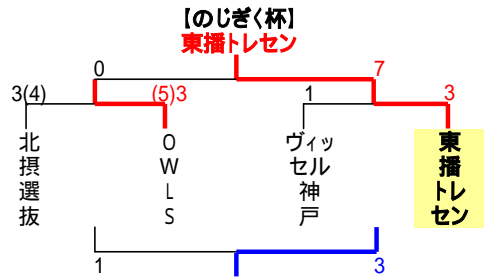 【のじぎく杯】
東播トレセン
0
7
3(4)
(5)3
1
3
北摂選抜
OWLS
ヴィッセル神戸
東播トレセン
1
3